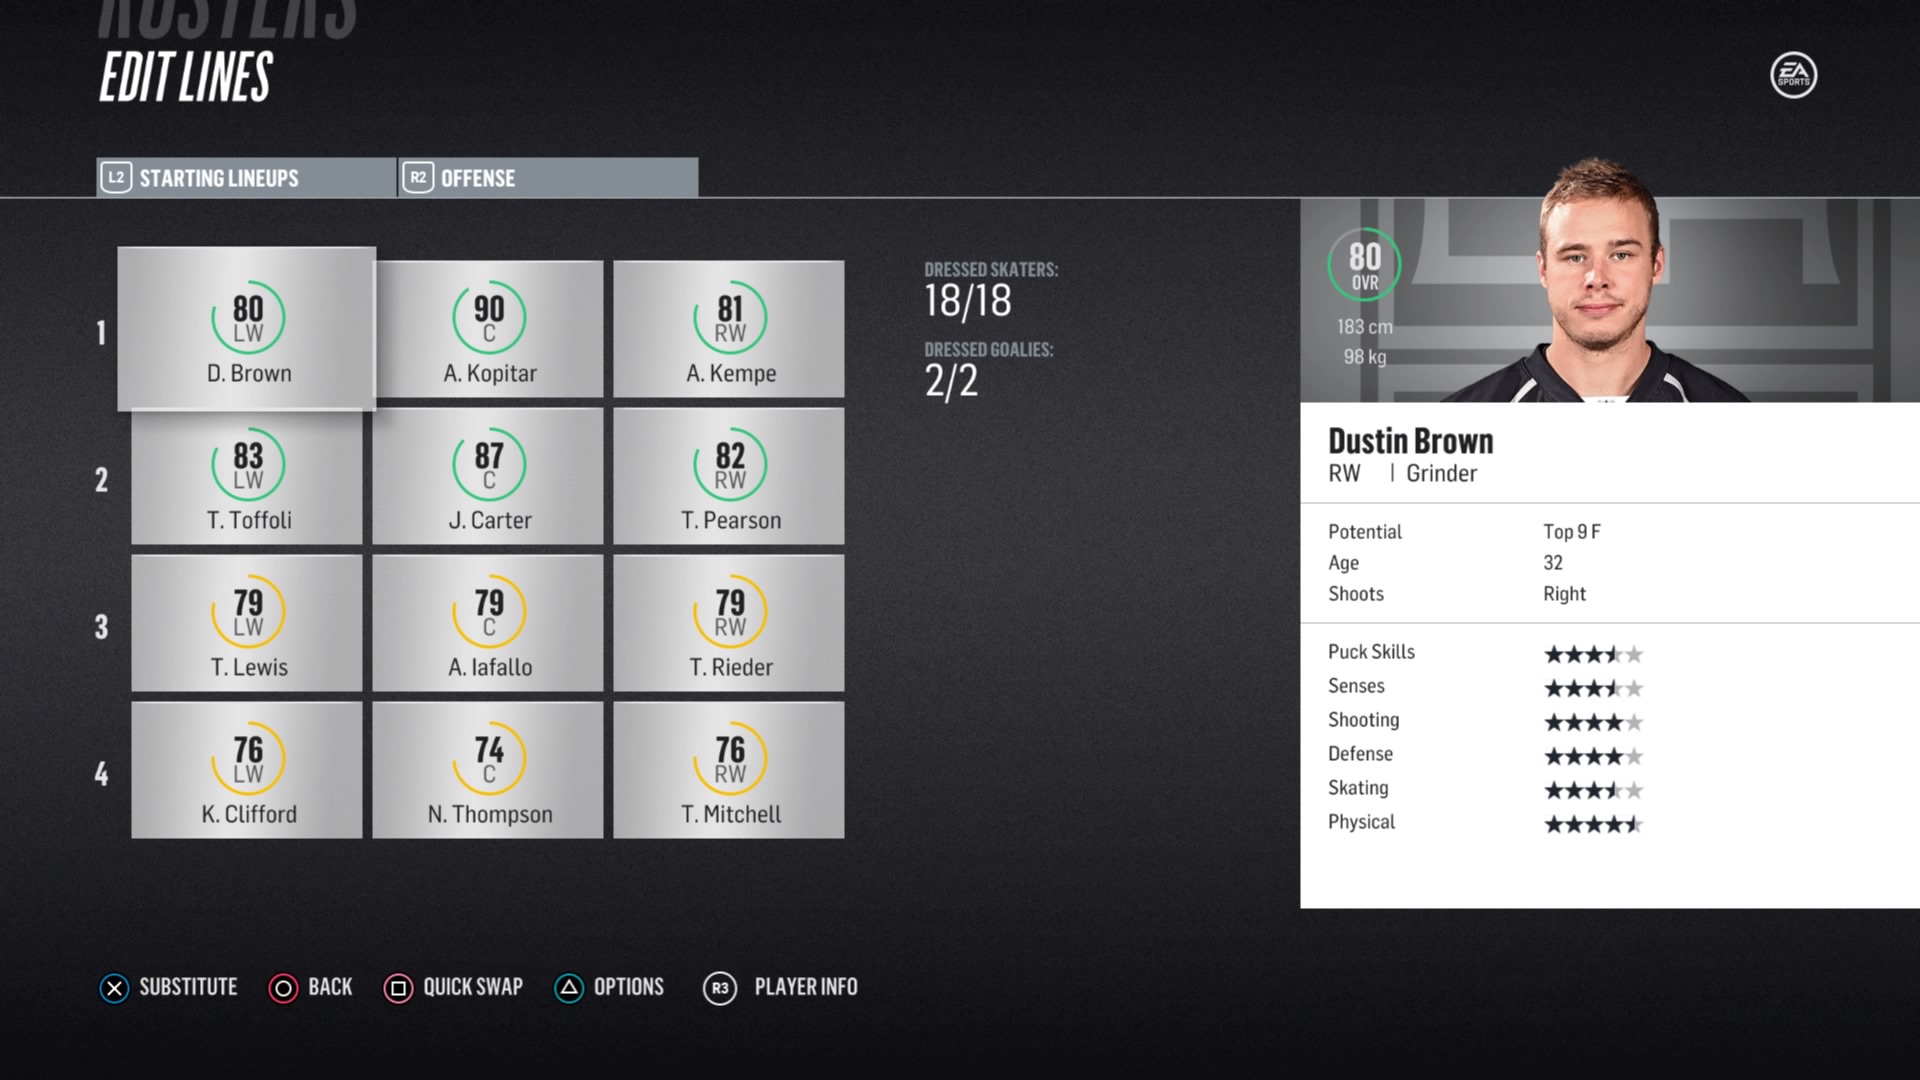 ROSTERS
EDIT LINES
EA
SPORTS
L2 STARTING LINEUPS
R2 OFFENSE
1
80
LW
D. Brown
90
C
A. Kopitar
81
RW
A. Kempe
2
83
LW
T. Toffoli
87
C
J. Carter
82
RW
T. Pearson
3
79
LW
T. Lewis
79
C
A. Iafallo
79
RW
T. Rieder
4
76
LW
K. Clifford
74
C
N. Thompson
76
RW
T. Mitchell
DRESSED SKATERS:
18/18
DRESSED GOALIES:
2/2
80
OVR
183 cm
98 kg
Dustin Brown
RW | Grinder
Potential Top 9 F
Age 32
Shoots Right
Puck Skills
Senses
Shooting
Defense
Skating
Physical
SUBSTITUTE BACK QUICK SWAP OPTIONS R3 PLAYER INFO